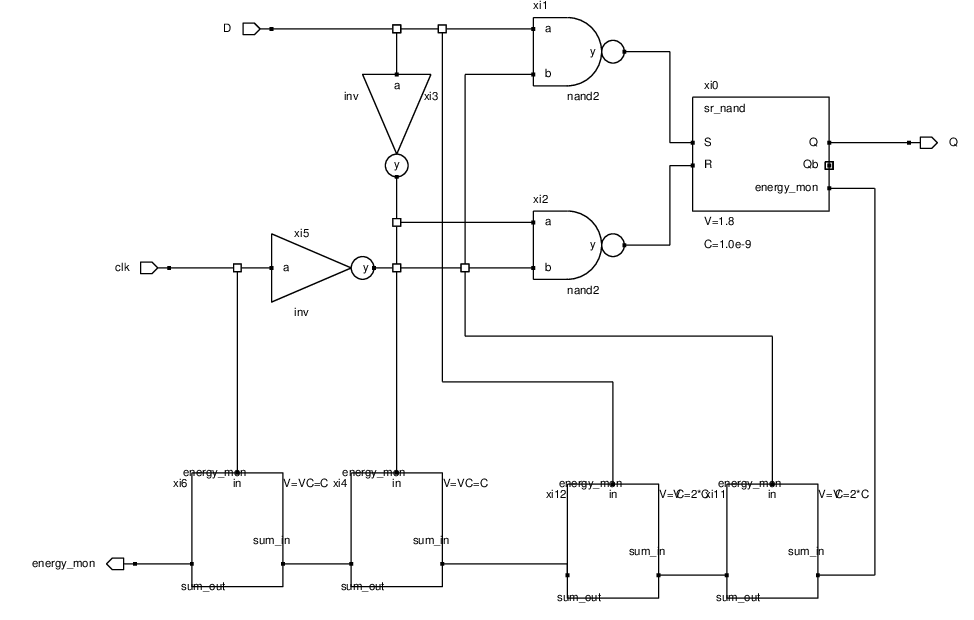 xi1
D
a
y
b
nand2
inv
a
xi3
y
xi0
sr_nand
S
Q
Q
R
Qb
energy_mon
V=1.8
C=1.0e-9
xi2
a
y
b
nand2
xi5
clk
a
y
inv
energy_mon
xi6
in
V=VC=C
sum_in
sum_out
energy_mon
xi4
in
V=VC=C
sum_in
sum_out
energy_mon
xi12
in
C=2*C
sum_in
sum_out
energy_mon
xi11
in
C=2*C
sum_in
sum_out
energy_mon